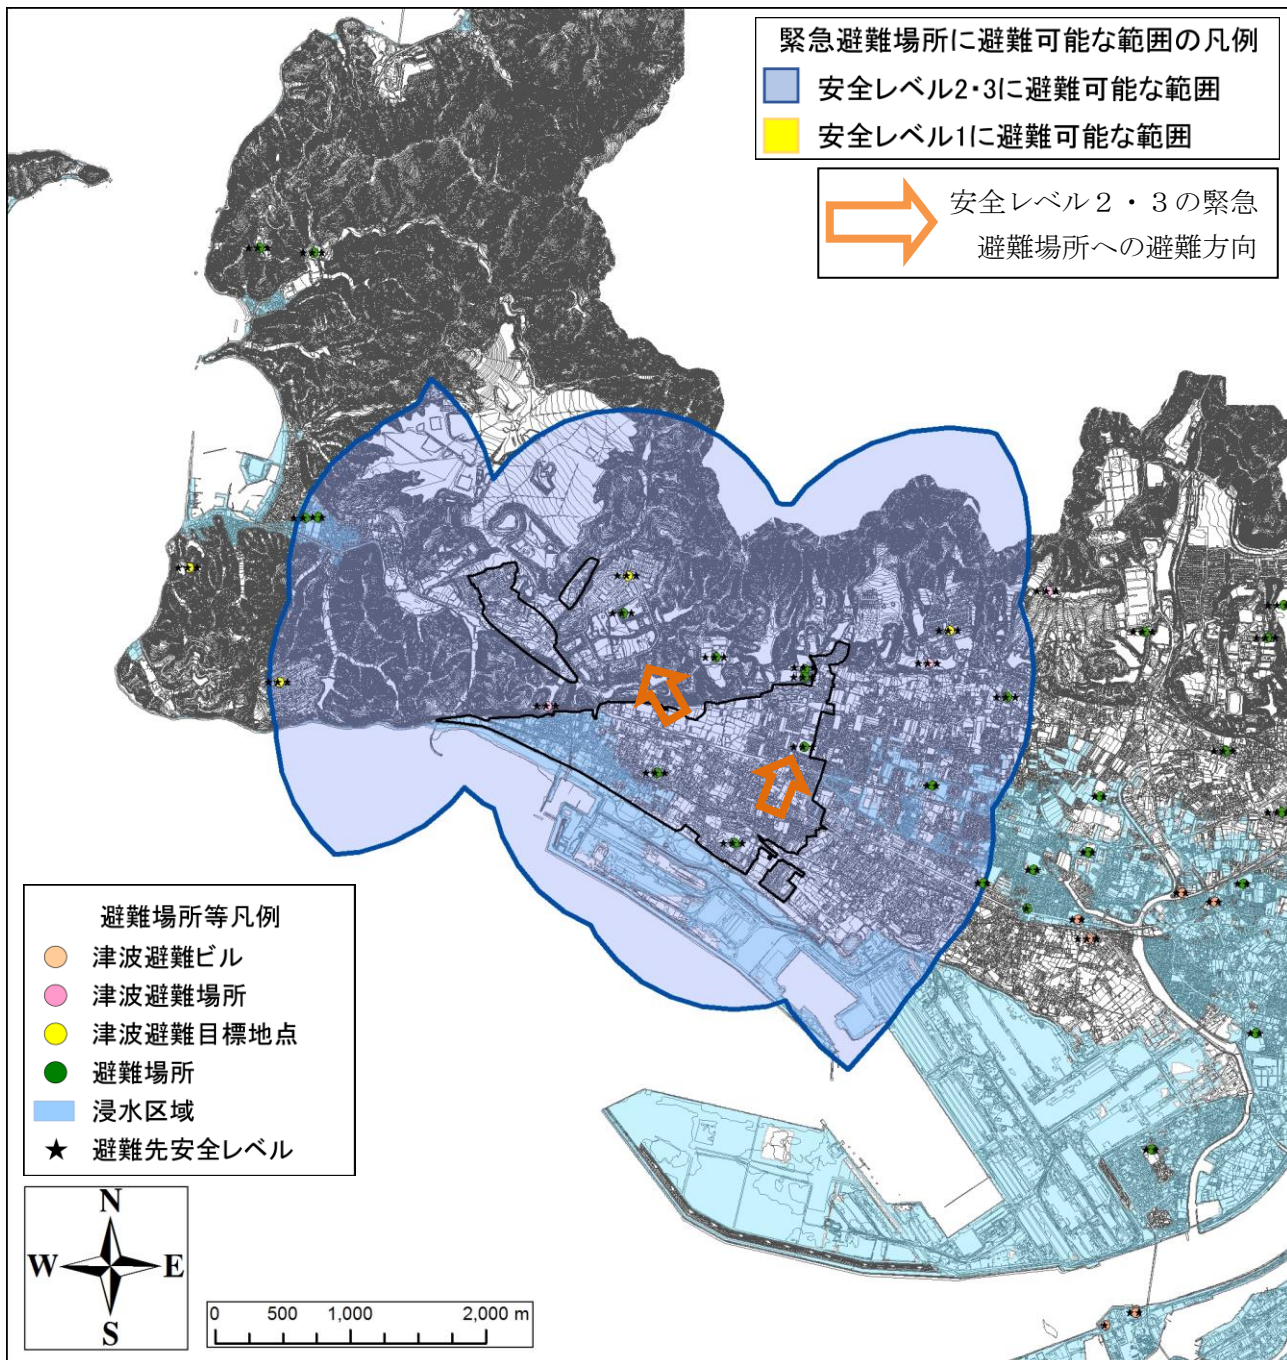 緊急避難場所に避難可能な範囲の凡例
安全レベル2・3に避難可能な範囲
安全レベル1に避難可能な範囲
安全レベル２・３の緊急
避難場所への避難方向
避難場所等凡例
津波避難ビル
津波避難場所
津波避難目標地点
避難場所
浸水区域
★ 避難先安全レベル
N
W E
S
0 500 1,000 2,000 m